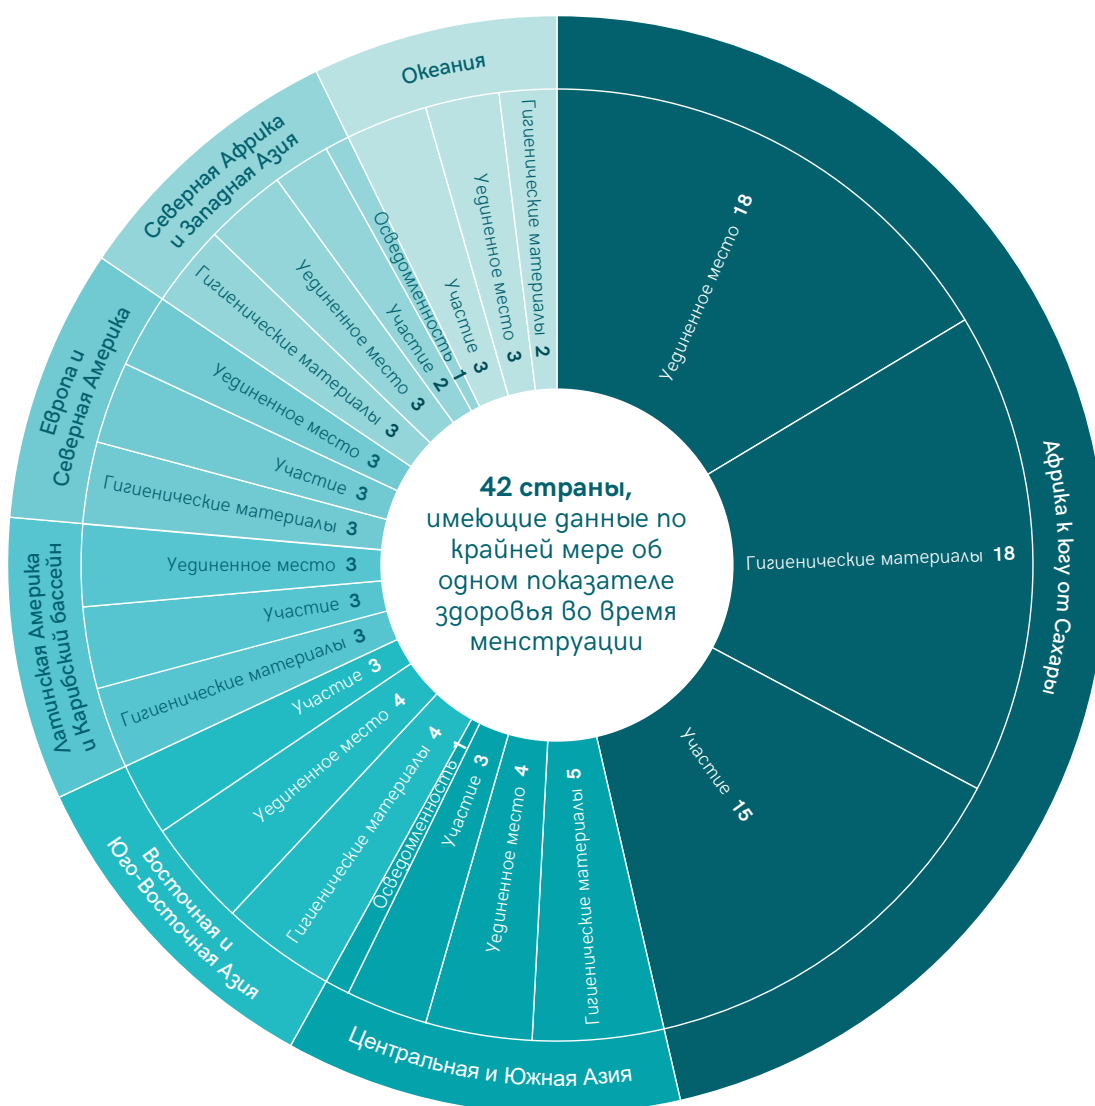 42 страны,
имеющие данные по
крайней мере об
одном показателе
здоровья во время
менструации
Африка к югу от Сахары
Уединенное место 18
Гигиенические материалы 18
Участие 15
Центральная и Южная Азия
Гигиенические материалы 5
Уединенное место 4
Участие 3
Осведомленность 1
Восточная и
Юго-Восточная Азия
Гигиенические материалы 4
Уединенное место 4
Участие 3
Латинская Америка
и Карибский бассейн
Гигиенические материалы 3
Участие 3
Уединенное место 3
Европа и
Северная Америка
Гигиенические материалы 3
Участие 3
Уединенное место 3
Северная Африка
и Западная Азия
Гигиенические материалы 3
Уединенное место 3
Участие 2
Осведомленность 1
Океания
Участие 3
Уединенное место 3
Гигиенические материалы 2